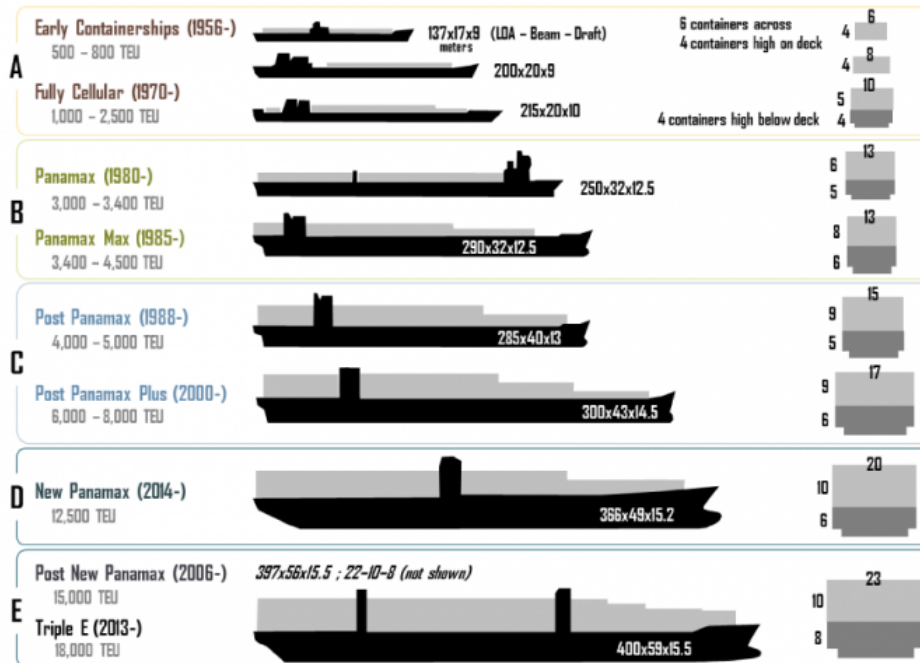 Early Containerships (1956-)
500 – 800 TEU
137x17x9 (LOA – Beam – Draft)
meters
6 containers across
4 containers high on deck
6
4
200x20x9
8
4
A
Fully Cellular (1970-)
1,000 – 2,500 TEU
215x20x10
4 containers high below deck
10
5
4
Panamax (1980-)
3,000 – 3,400 TEU
250x32x12.5
13
6
5
B
Panamax Max (1985-)
3,400 – 4,500 TEU
290x32x12.5
13
8
6
Post Panamax (1988-)
4,000 – 5,000 TEU
285x40x13
15
9
5
C
Post Panamax Plus (2000-)
6,000 – 8,000 TEU
300x43x14.5
17
9
6
D
New Panamax (2014-)
12,500 TEU
366x49x15.2
20
10
6
Post New Panamax (2006-)
15,000 TEU
397x56x15.5 ; 22-10-8 (not shown)
E
Triple E (2013-)
18,000 TEU
400x59x15.5
23
10
8